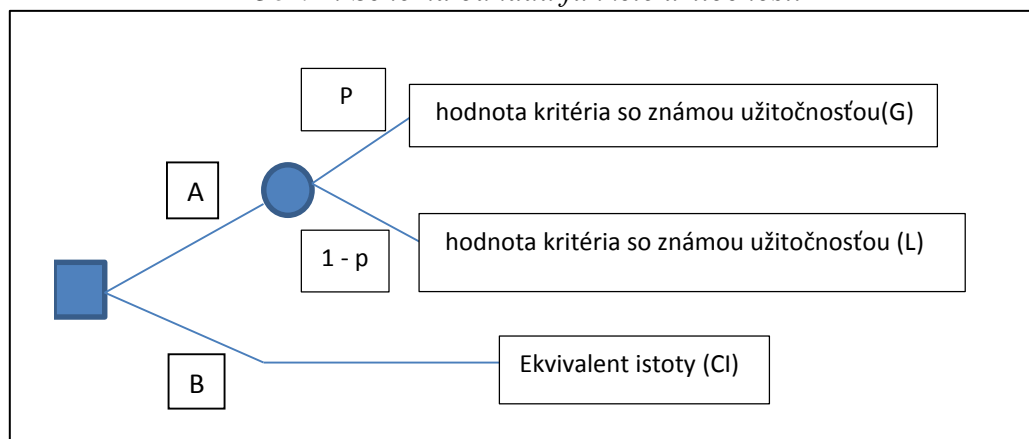 P
hodnota kritéria so známou užitočnosťou(G)
A
hodnota kritéria so známou užitočnosťou (L)
1 - p
Ekvivalent istoty (CI)
B